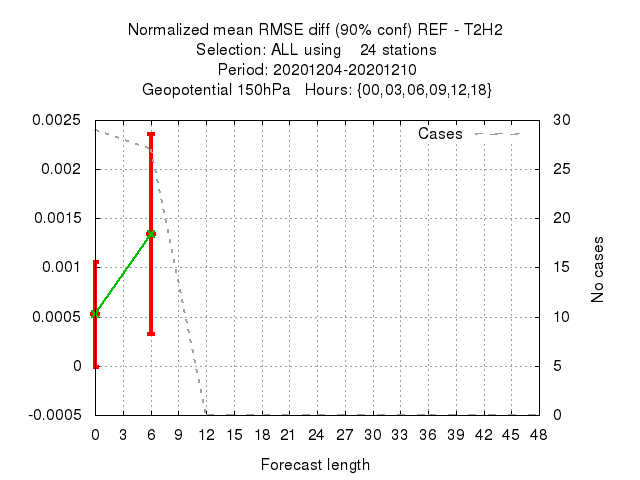 Normalized mean RMSE diff (90% conf) REF - T2H2
Selection: ALL using 24 stations
Period: 20201204-20201210
Geopotential 150hPa Hours: {00,03,06,09,12,18}
Cases
0.0025
0.002
0.0015
0.001
0.0005
0
-0.0005
30
25
20
15
10
5
0
No cases
0 3 6 9 12 15 18 21 24 27 30 33 36 39 42 45 48
Forecast length